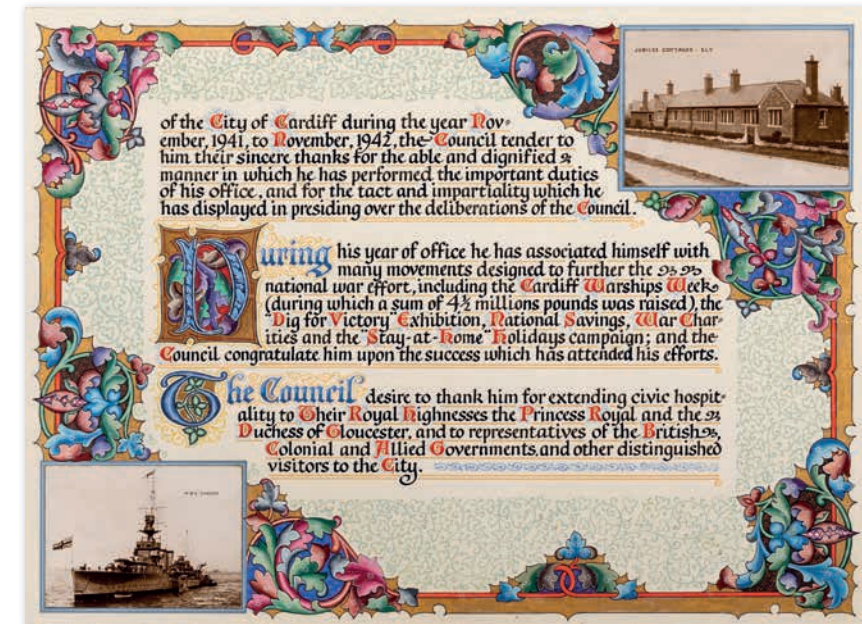 JUBILEE COTTAGES - SLY
of the City of Cardiff during the year Nov-
ember, 1941, to November, 1942, the Council tender to
him their sincere thanks for the able and dignified
manner in which he has performed the important duties
of his office, and for the tact and impartiality which he
has displayed in presiding over the deliberations of the Council.
During his year of office he has associated himself with
many movements designed to further the
national war effort, including the Cardiff Warships Week
(during which a sum of 4½ millions pounds was raised), the
"Dig for Victory" Exhibition, National Savings, War Char-
ities and the "Stay-at-Home" Holidays campaign; and the
Council congratulate him upon the success which has attended his efforts.
The Council desire to thank him for extending civic hospit-
ality to Their Royal Highnesses the Princess Royal and the
Duchess of Gloucester, and to representatives of the British,
Colonial and Allied Governments, and other distinguished
visitors to the City.